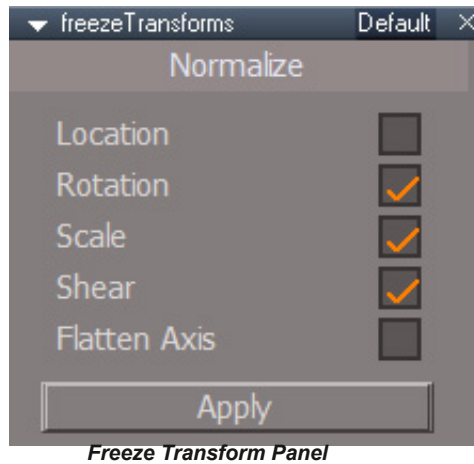 freezeTransforms Default
Normalize
Location
Rotation
Scale
Shear
Flatten Axis
Apply
Freeze Transform Panel